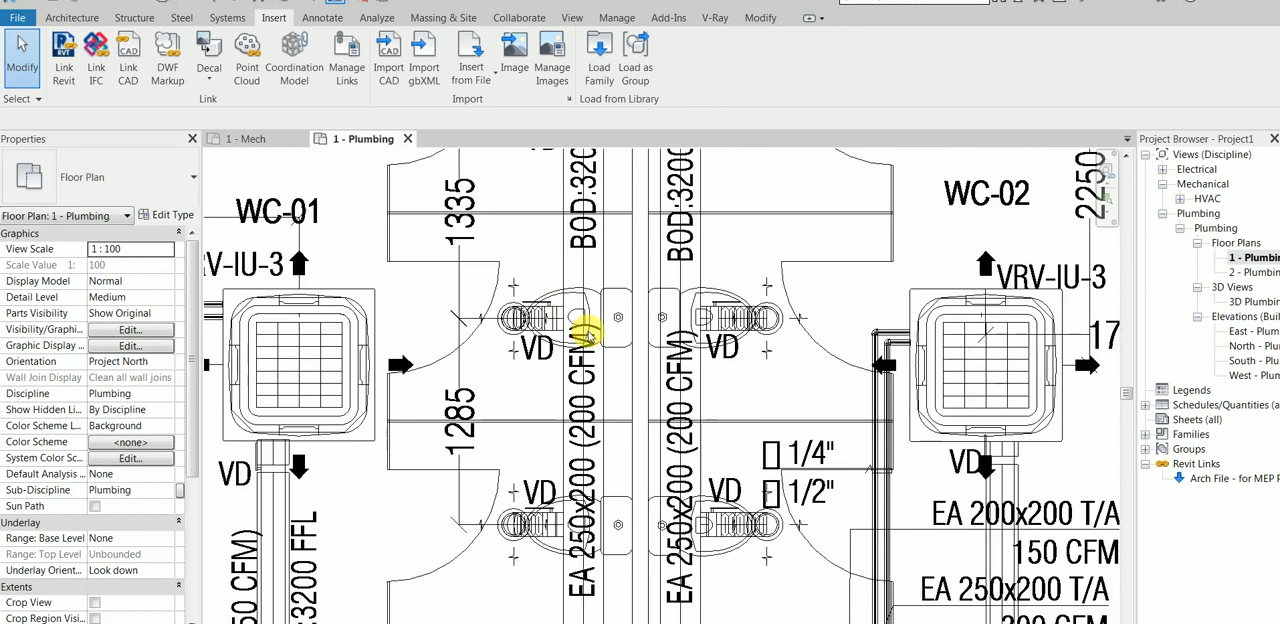 File Architecture Structure Steel Systems Insert Annotate Analyze Massing & Site Collaborate View Manage Add-Ins V-Ray Modify
Modify
Link Revit
Link IFC
Link CAD
DWF Markup
Decal
Point Cloud
Coordination Model
Manage Links
Import CAD
Import gbXML
Insert from File
Image
Manage Images
Load Family
Load as Group
Select Link Import Load from Library
Properties
Floor Plan
Floor Plan: 1 - Plumbing Edit Type
Graphics
View Scale 1 : 100
Scale Value 1: 100
Display Model Normal
Detail Level Medium
Parts Visibility Show Original
Visibility/Graphi... Edit...
Graphic Display ... Edit...
Orientation Project North
Wall Join Display Clean all wall joins
Discipline Plumbing
Show Hidden Li... By Discipline
Color Scheme L... Background
Color Scheme <none>
System Color Sc... Edit...
Default Analysis ... None
Sub-Discipline Plumbing
Sun Path
Underlay
Range: Base Level None
Range: Top Level Unbounded
Underlay Orient... Look down
Extents
Crop View
Crop Region Visi...
1 - Mech 1 - Plumbing
WC-01
VRV-IU-3
1335
BOD:3200
BOD:3200
WC-02
2250
VRV-IU-3
VD
VD
17
1285
EA 250x200 (200 CFM)
EA 250x200 (200 CFM)
1/4"
1/2"
VD
VD
VD
VD
50 CFM)
:3200 FFL
EA 200x200 T/A
150 CFM
EA 250x200 T/A
Project Browser - Project1
Views (Discipline)
Electrical
Mechanical
HVAC
Plumbing
Plumbing
Floor Plans
1 - Plumbin
2 - Plumbin
3D Views
3D Plumbin
Elevations (Buil
East - Plum
North - Plu
South - Plu
West - Plum
Legends
Schedules/Quantities (a
Sheets (all)
Families
Groups
Revit Links
Arch File - for MEP P